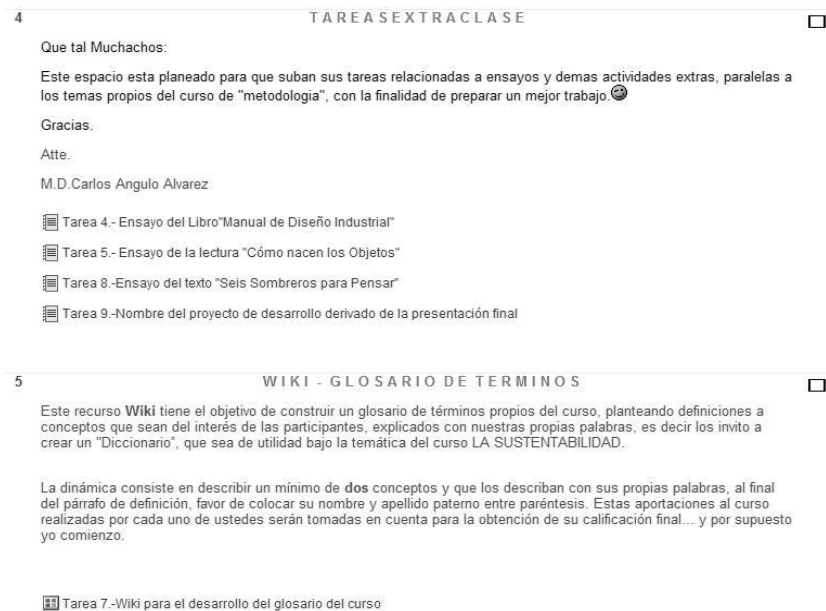 4 TAREAS EXTRACLASE
Que tal Muchachos:
Este espacio esta planeado para que suban sus tareas relacionadas a ensayos y demas actividades extras, paralelas a
los temas propios del curso de "metodologia", con la finalidad de preparar un mejor trabajo.
Gracias.
Atte.
M.D.Carlos Angulo Alvarez
Tarea 4.- Ensayo del Libro"Manual de Diseño Industrial"
Tarea 5.- Ensayo de la lectura "Cómo nacen los Objetos"
Tarea 8.-Ensayo del texto "Seis Sombreros para Pensar"
Tarea 9.-Nombre del proyecto de desarrollo derivado de la presentación final
5 WIKI - GLOSARIO DE TERMINOS
Este recurso Wiki tiene el objetivo de construir un glosario de términos propios del curso, planteando definiciones a
conceptos que sean del interés de las participantes, explicados con nuestras propias palabras, es decir los invito a
crear un "Diccionario", que sea de utilidad bajo la temática del curso LA SUSTENTABILIDAD.
La dinámica consiste en describir un mínimo de dos conceptos y que los describan con sus propias palabras, al final
del párrafo de definición, favor de colocar su nombre y apellido paterno entre paréntesis. Estas aportaciones al curso
realizadas por cada uno de ustedes serán tomadas en cuenta para la obtención de su calificación final... y por supuesto
yo comienzo.
Tarea 7.-Wiki para el desarrollo del glosario del curso